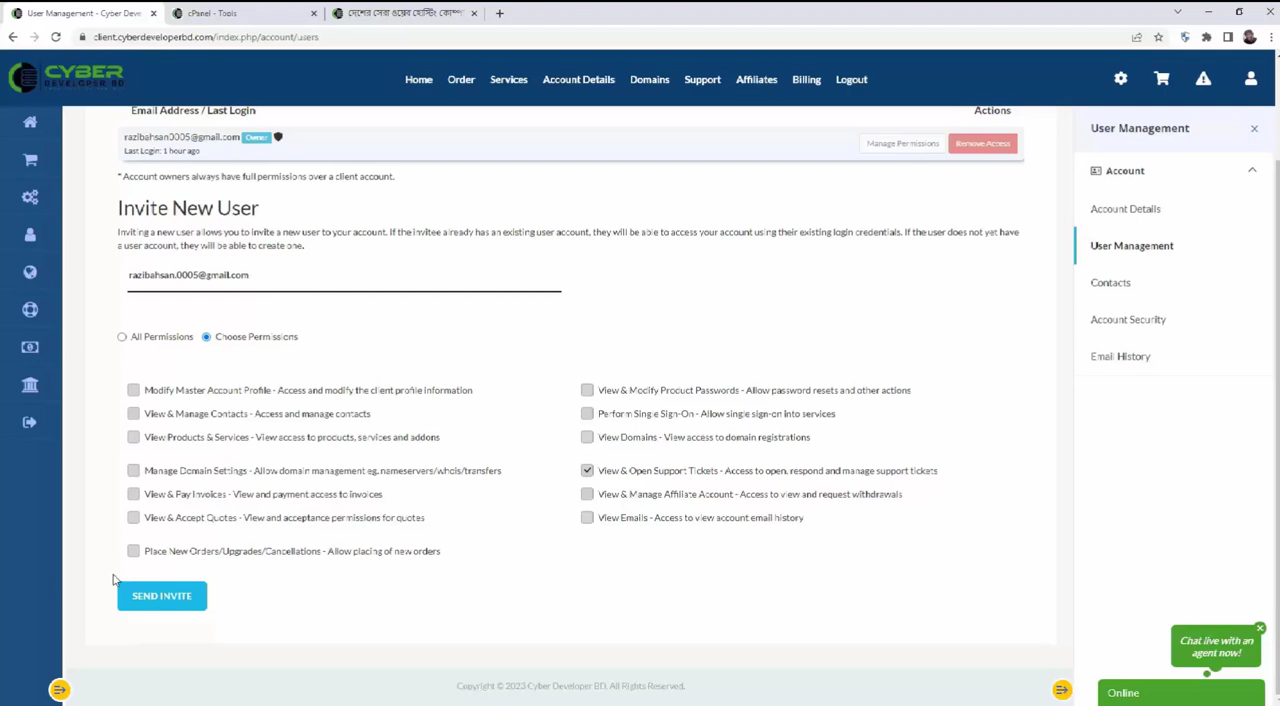 User Management - Cyber Deve
cPanel - Tools
দেশের সেরা ওয়েব হোস্টিং কোম্প
client.cyberdeveloperbd.com/index.php/account/users
CYBER
DEVELOPER BD
Home
Order
Services
Account Details
Domains
Support
Affiliates
Billing
Logout
Email Address / Last Login
Actions
razibahsan0005@gmail.com Owner
Last Login: 1 hour ago
Manage Permissions
Remove Access
* Account owners always have full permissions over a client account.
Invite New User
Inviting a new user allows you to invite a new user to your account. If the invitee already has an existing user account, they will be able to access your account using their existing login credentials. If the user does not yet have
a user account, they will be able to create one.
razibahsan.0005@gmail.com
All Permissions
Choose Permissions
Modify Master Account Profile - Access and modify the client profile information
View & Modify Product Passwords - Allow password resets and other actions
View & Manage Contacts - Access and manage contacts
Perform Single Sign-On - Allow single sign-on into services
View Products & Services - View access to products, services and addons
View Domains - View access to domain registrations
Manage Domain Settings - Allow domain management eg. nameservers/whois/transfers
View & Open Support Tickets - Access to open, respond and manage support tickets
View & Pay Invoices - View and payment access to invoices
View & Manage Affiliate Account - Access to view and request withdrawals
View & Accept Quotes - View and acceptance permissions for quotes
View Emails - Access to view account email history
Place New Orders/Upgrades/Cancellations - Allow placing of new orders
SEND INVITE
Copyright © 2023 Cyber Developer BD. All Rights Reserved.
User Management
Account
Account Details
User Management
Contacts
Account Security
Email History
Chat live with an
agent now!
Online